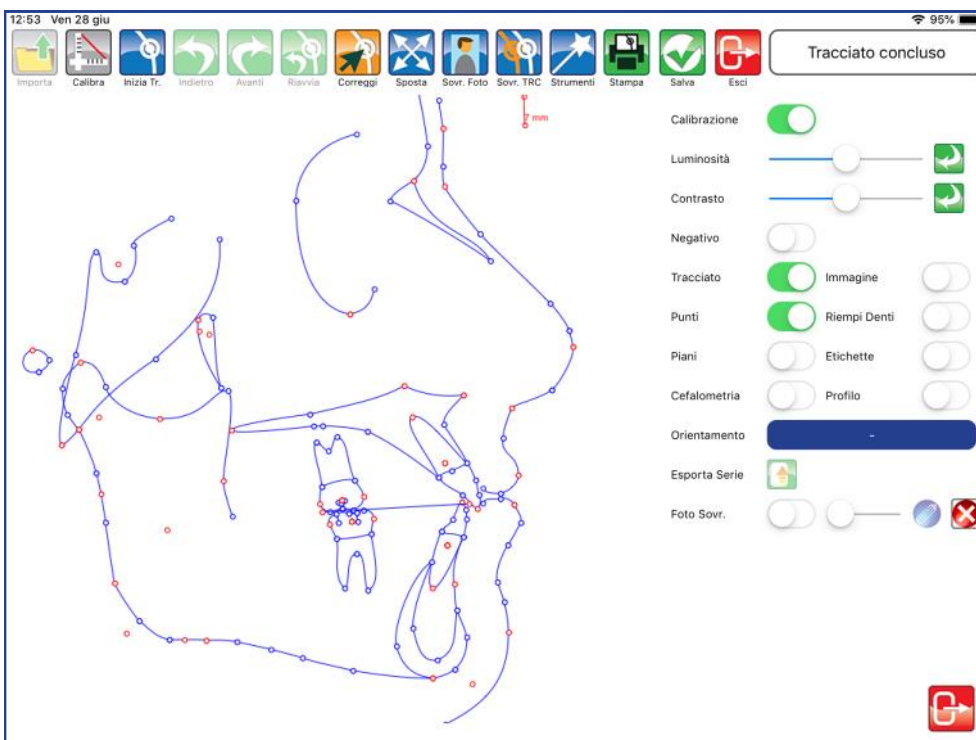 12:53 Ven 28 giu 95%
Importa Calibra Inizia Tr. Indietro Avanti Riavvia Correggi Sposta Sovr. Foto Sovr. TRC Strumenti Stampa Salva Esci
Tracciato concluso
7 mm
Calibrazione
Luminosità
Contrasto
Negativo
Tracciato Immagine
Punti Riempi Denti
Piani Etichette
Cefalometria Profilo
Orientamento -
Esporta Serie
Foto Sovr.